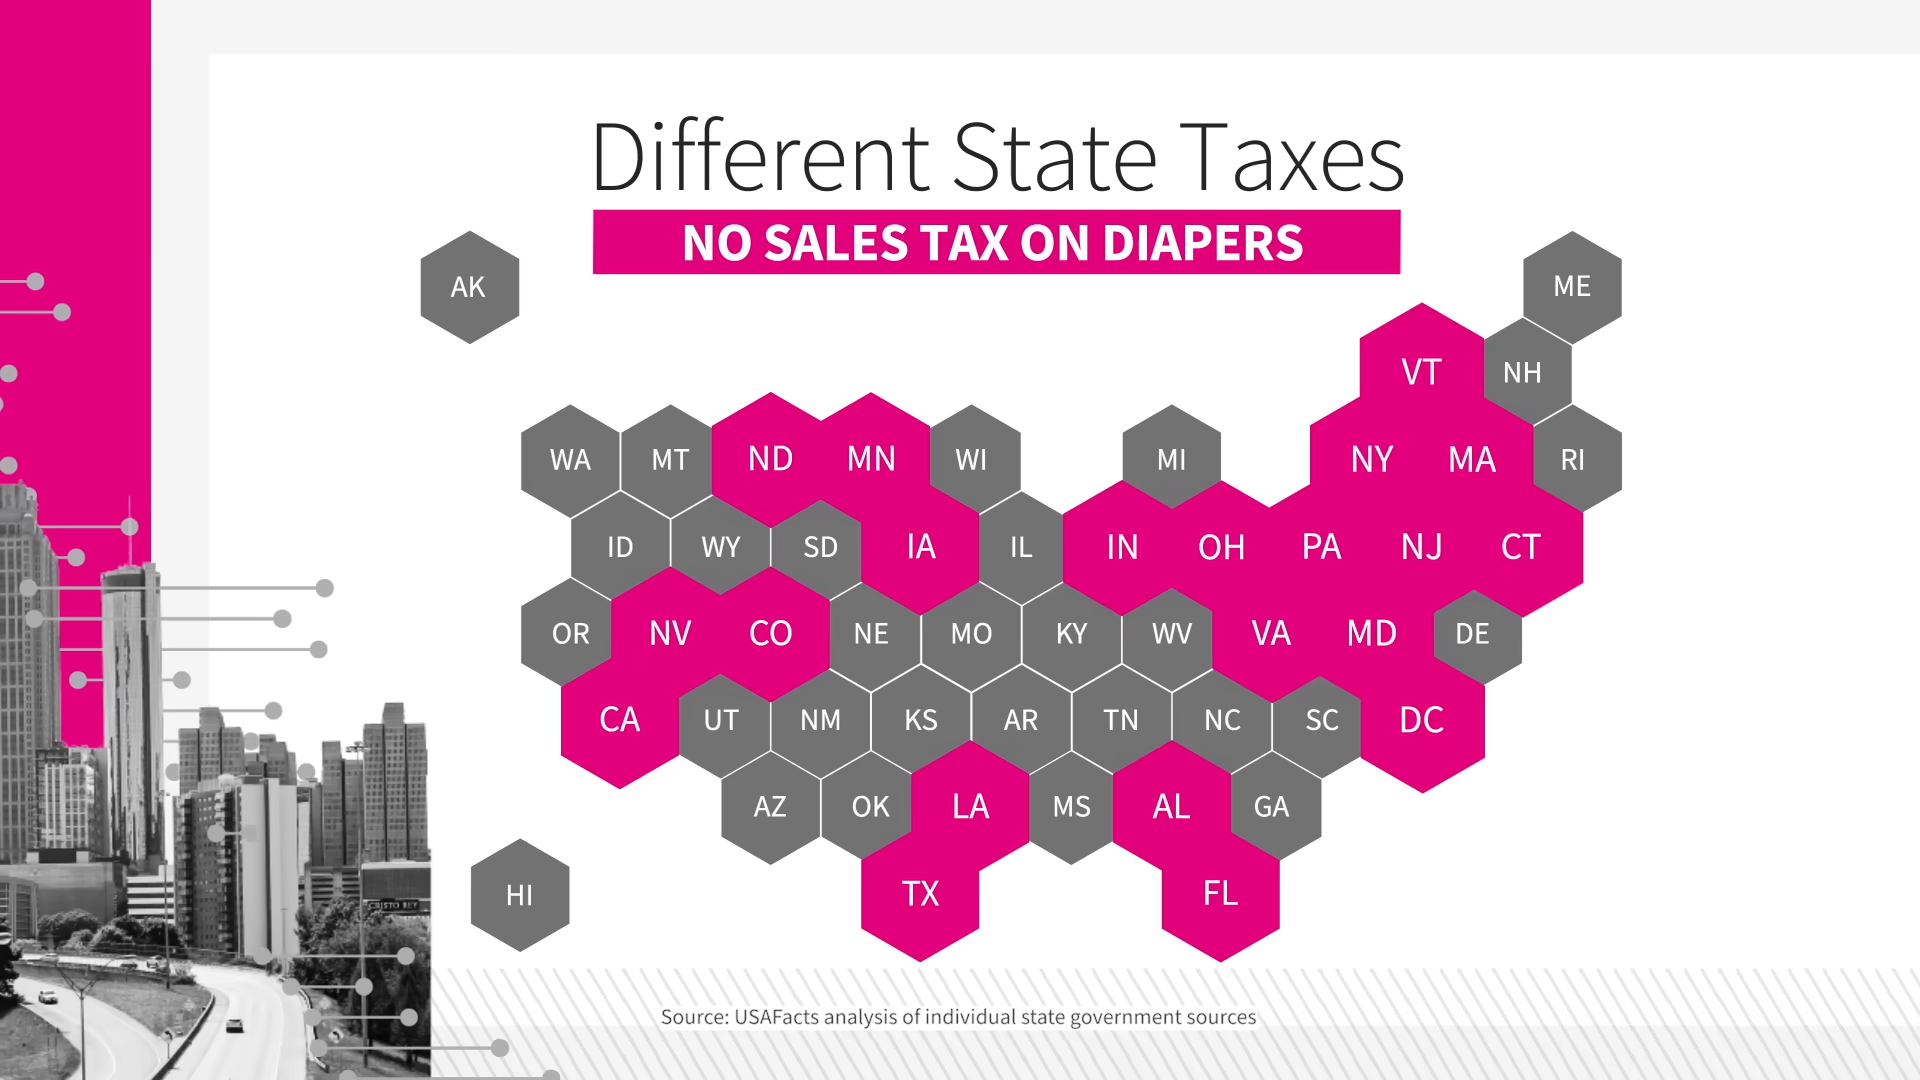 Different State Taxes
NO SALES TAX ON DIAPERS
AK
ME
VT NH
WA MT ND MN WI MI NY MA RI
ID WY SD IA IL IN OH PA NJ CT
OR NV CO NE MO KY WV VA MD DE
CA UT NM KS AR TN NC SC DC
AZ OK LA MS AL GA
HI TX FL
CRISTO REY
Source: USAFacts analysis of individual state government sources